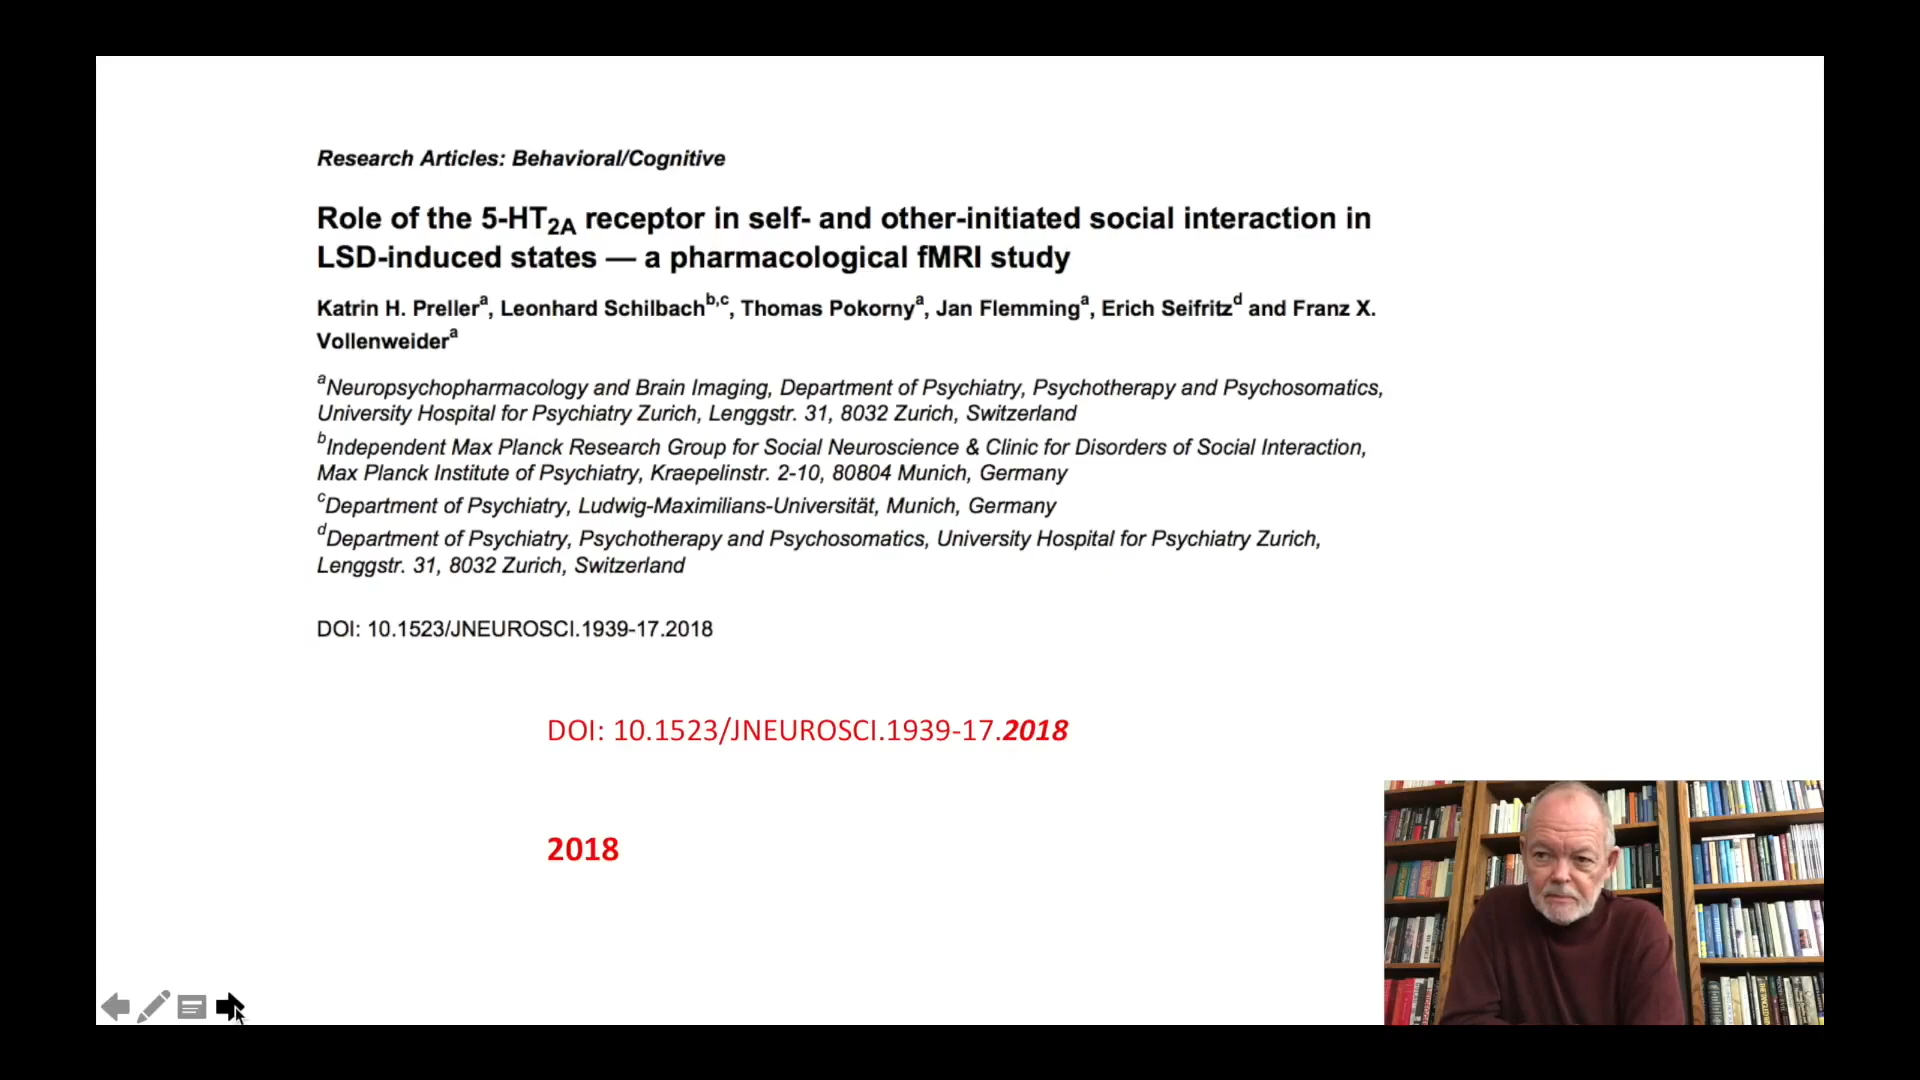 Research Articles: Behavioral/Cognitive
Role of the 5-HT2A receptor in self- and other-initiated social interaction in
LSD-induced states — a pharmacological fMRI study
Katrin H. Prellera, Leonhard Schilbachb,c, Thomas Pokornya, Jan Flemminga, Erich Seifritzd and Franz X.
Vollenweidera
aNeuropsychopharmacology and Brain Imaging, Department of Psychiatry, Psychotherapy and Psychosomatics,
University Hospital for Psychiatry Zurich, Lenggstr. 31, 8032 Zurich, Switzerland
bIndependent Max Planck Research Group for Social Neuroscience & Clinic for Disorders of Social Interaction,
Max Planck Institute of Psychiatry, Kraepelinstr. 2-10, 80804 Munich, Germany
cDepartment of Psychiatry, Ludwig-Maximilians-Universität, Munich, Germany
dDepartment of Psychiatry, Psychotherapy and Psychosomatics, University Hospital for Psychiatry Zurich,
Lenggstr. 31, 8032 Zurich, Switzerland
DOI: 10.1523/JNEUROSCI.1939-17.2018
DOI: 10.1523/JNEUROSCI.1939-17.2018
2018